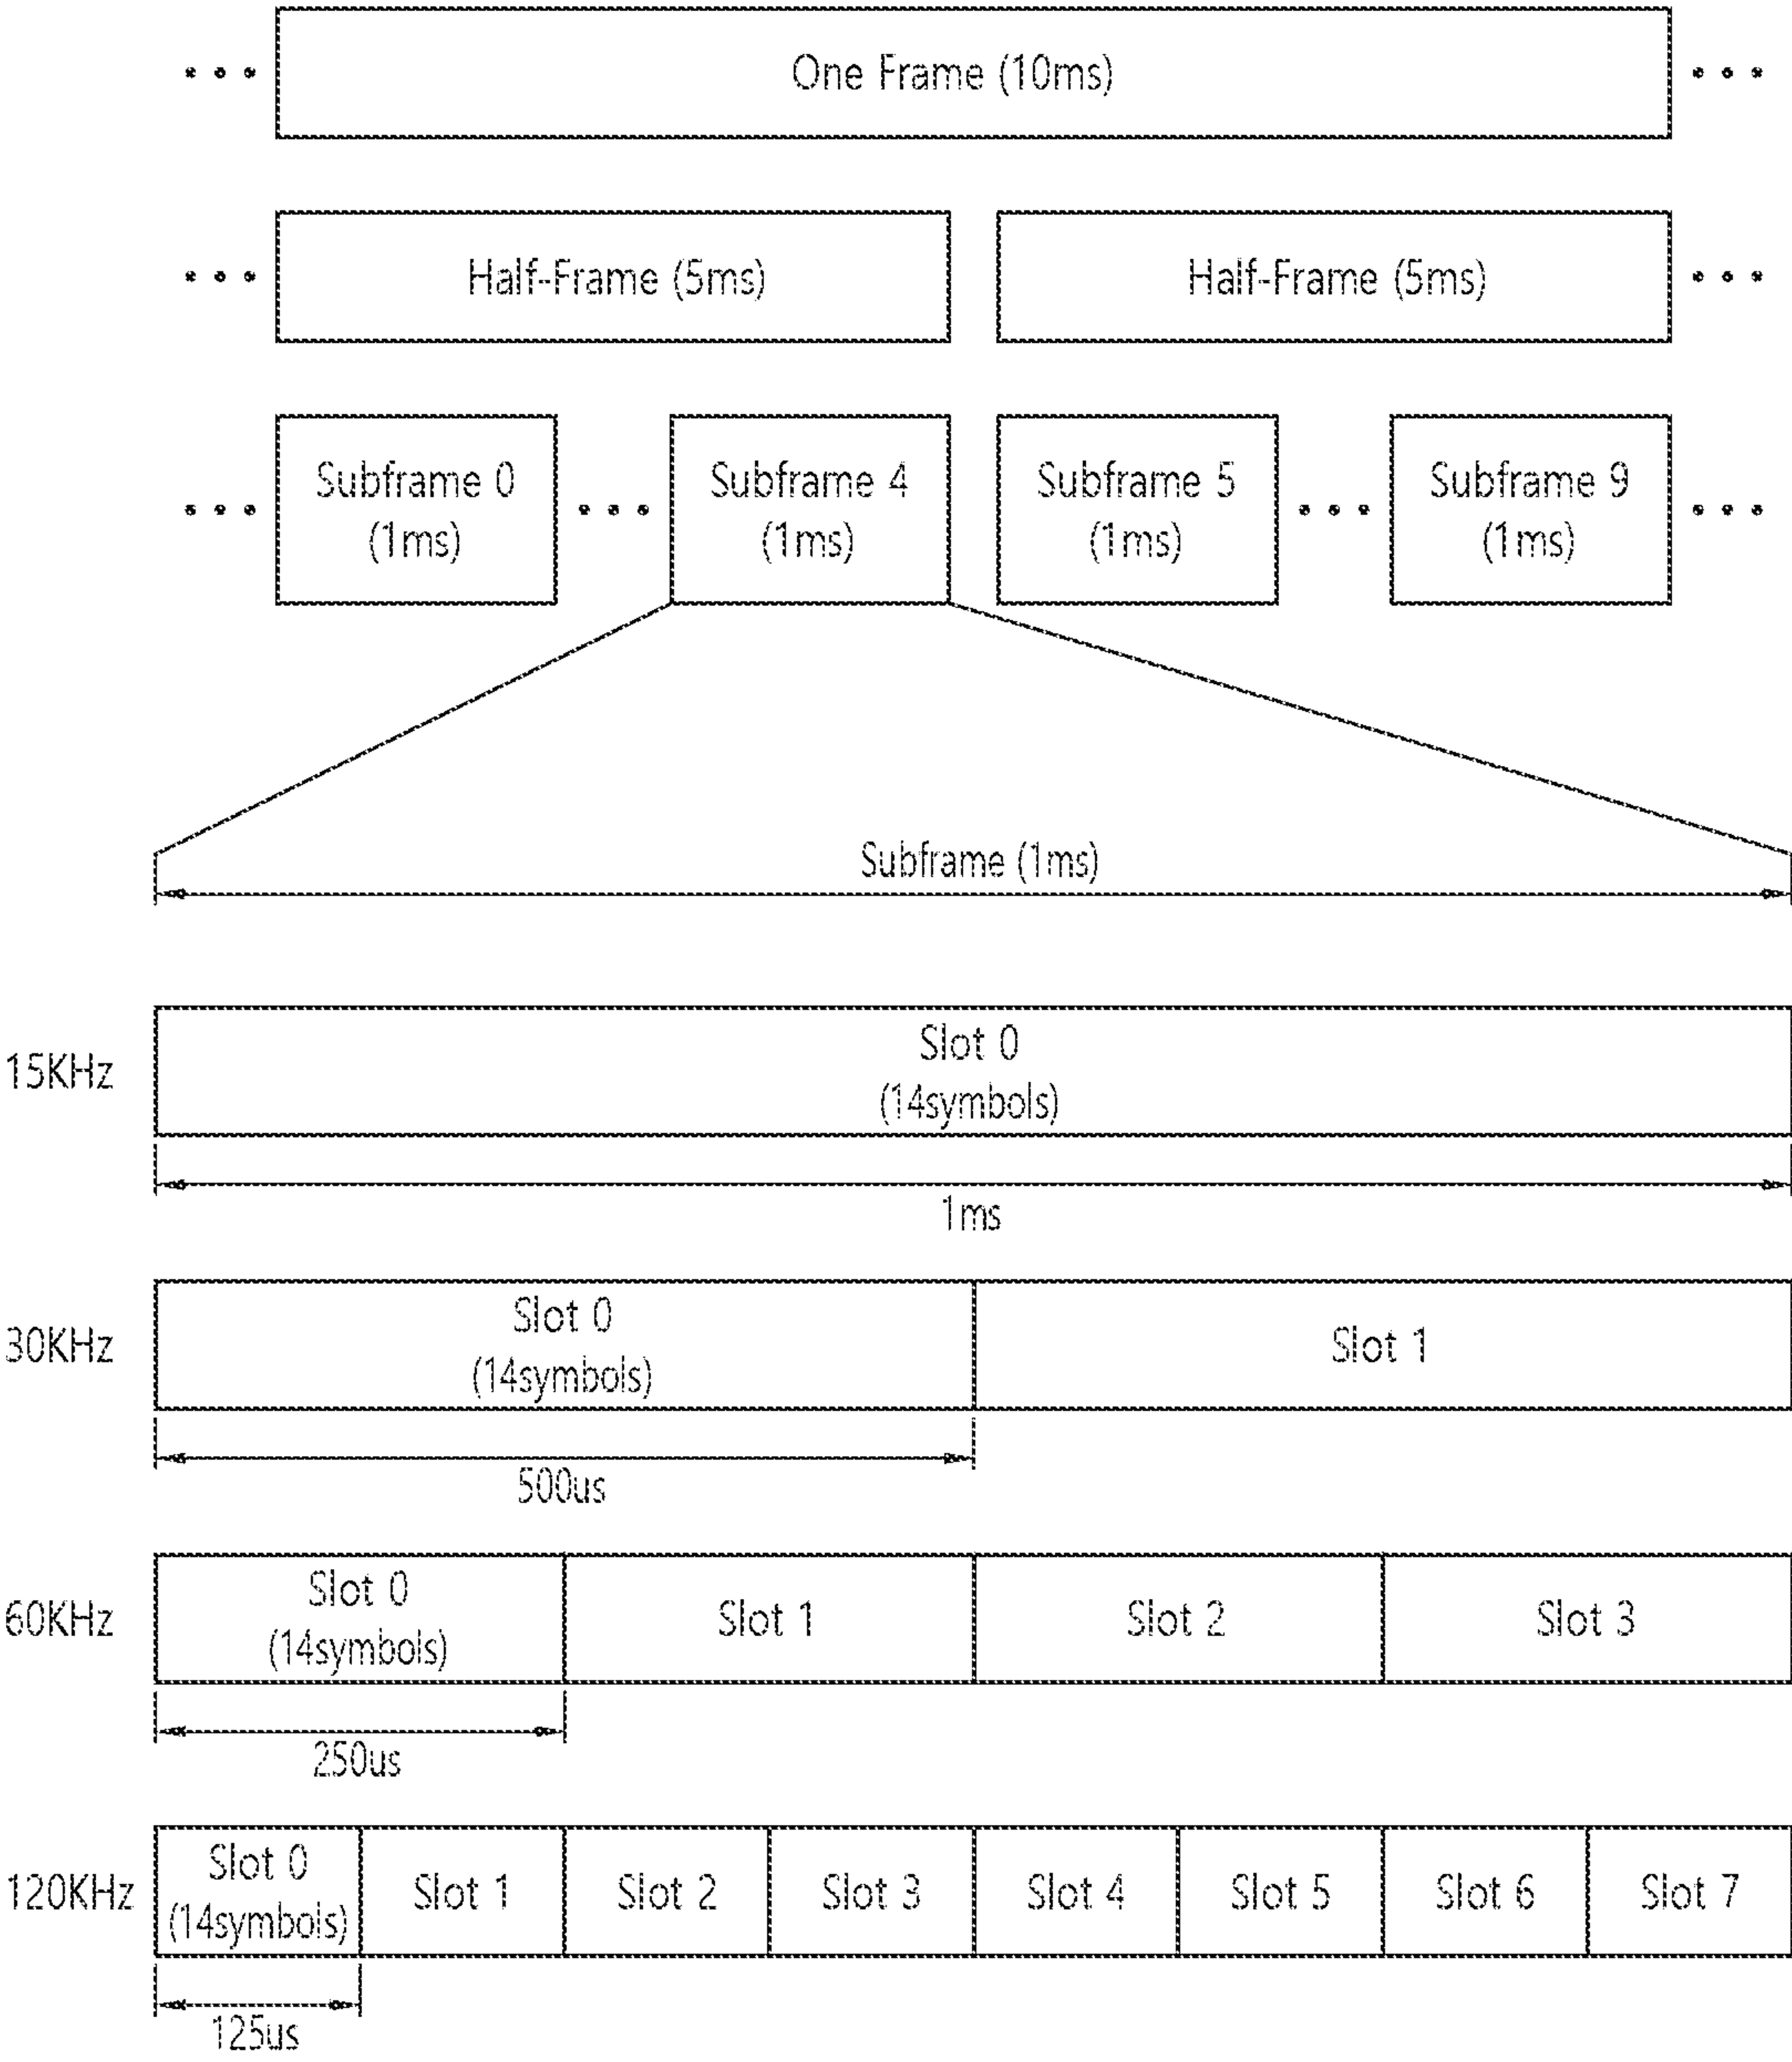 One Frame (10ms)
Half-Frame (5ms) Half-Frame (5ms)
Subframe 0 Subframe 4 Subframe 5 Subframe 9
(1ms) (1ms) (1ms) (1ms)
Subframe (1ms)
15KHz
Slot 0
(14symbols)
1ms
30KHz
Slot 0
(14symbols)
Slot 1
500us
60KHz
Slot 0
(14symbols)
Slot 1
Slot 2
Slot 3
250us
120KHz
Slot 0
(14symbols)
Slot 1
Slot 2
Slot 3
Slot 4
Slot 5
Slot 6
Slot 7
125us